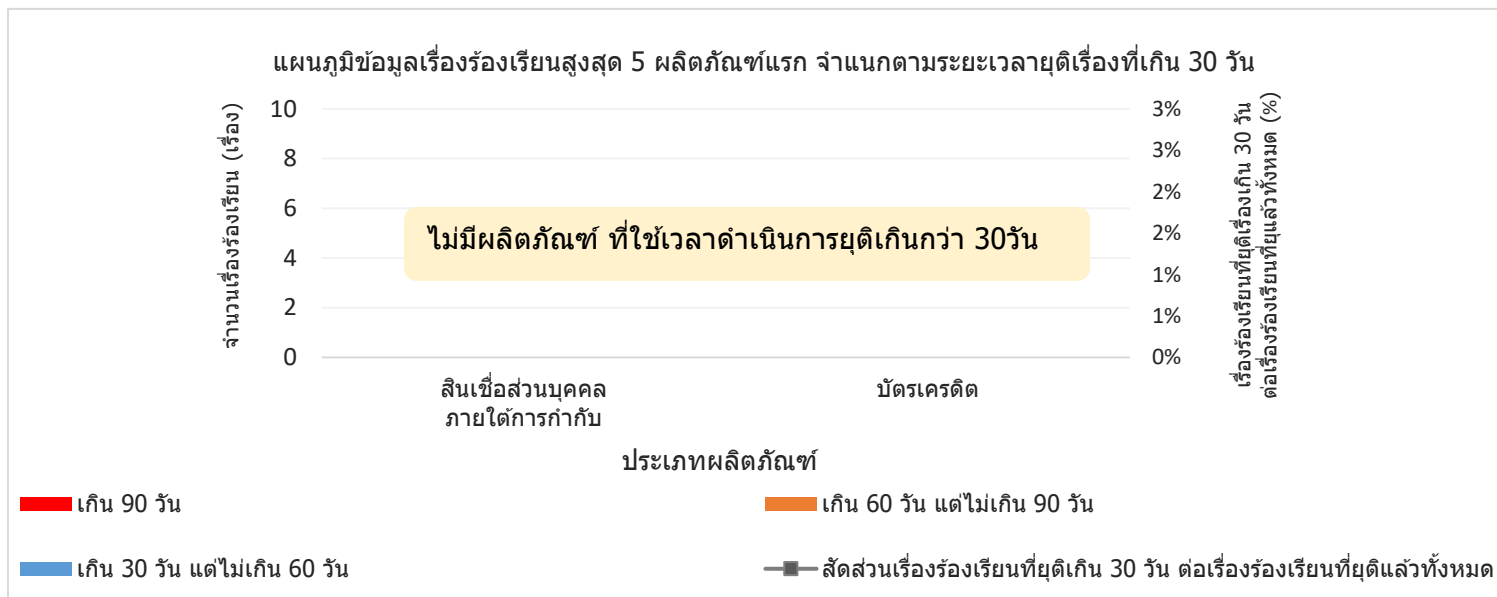 แผนภูมิข้อมูลเรื่องร้องเรียนสูงสุด 5 ผลิตภัณฑ์แรก จำแนกตามระยะเวลายุติเรื่องที่เกิน 30 วัน
จำนวนเรื่องร้องเรียน (เรื่อง)
10
8
6
4
2
0
ไม่มีผลิตภัณฑ์ ที่ใช้เวลาดำเนินการยุติเกินกว่า 30วัน
3%
3%
2%
2%
1%
1%
0%
เรื่องร้องเรียนที่ยุติเรื่องเกิน 30 วัน
ต่อเรื่องร้องเรียนที่ยุแล้วทั้งหมด (%)
สินเชื่อส่วนบุคคล
ภายใต้การกำกับ
บัตรเครดิต
ประเภทผลิตภัณฑ์
เกิน 90 วัน
เกิน 60 วัน แต่ไม่เกิน 90 วัน
เกิน 30 วัน แต่ไม่เกิน 60 วัน
สัดส่วนเรื่องร้องเรียนที่ยุติเกิน 30 วัน ต่อเรื่องร้องเรียนที่ยุติแล้วทั้งหมด